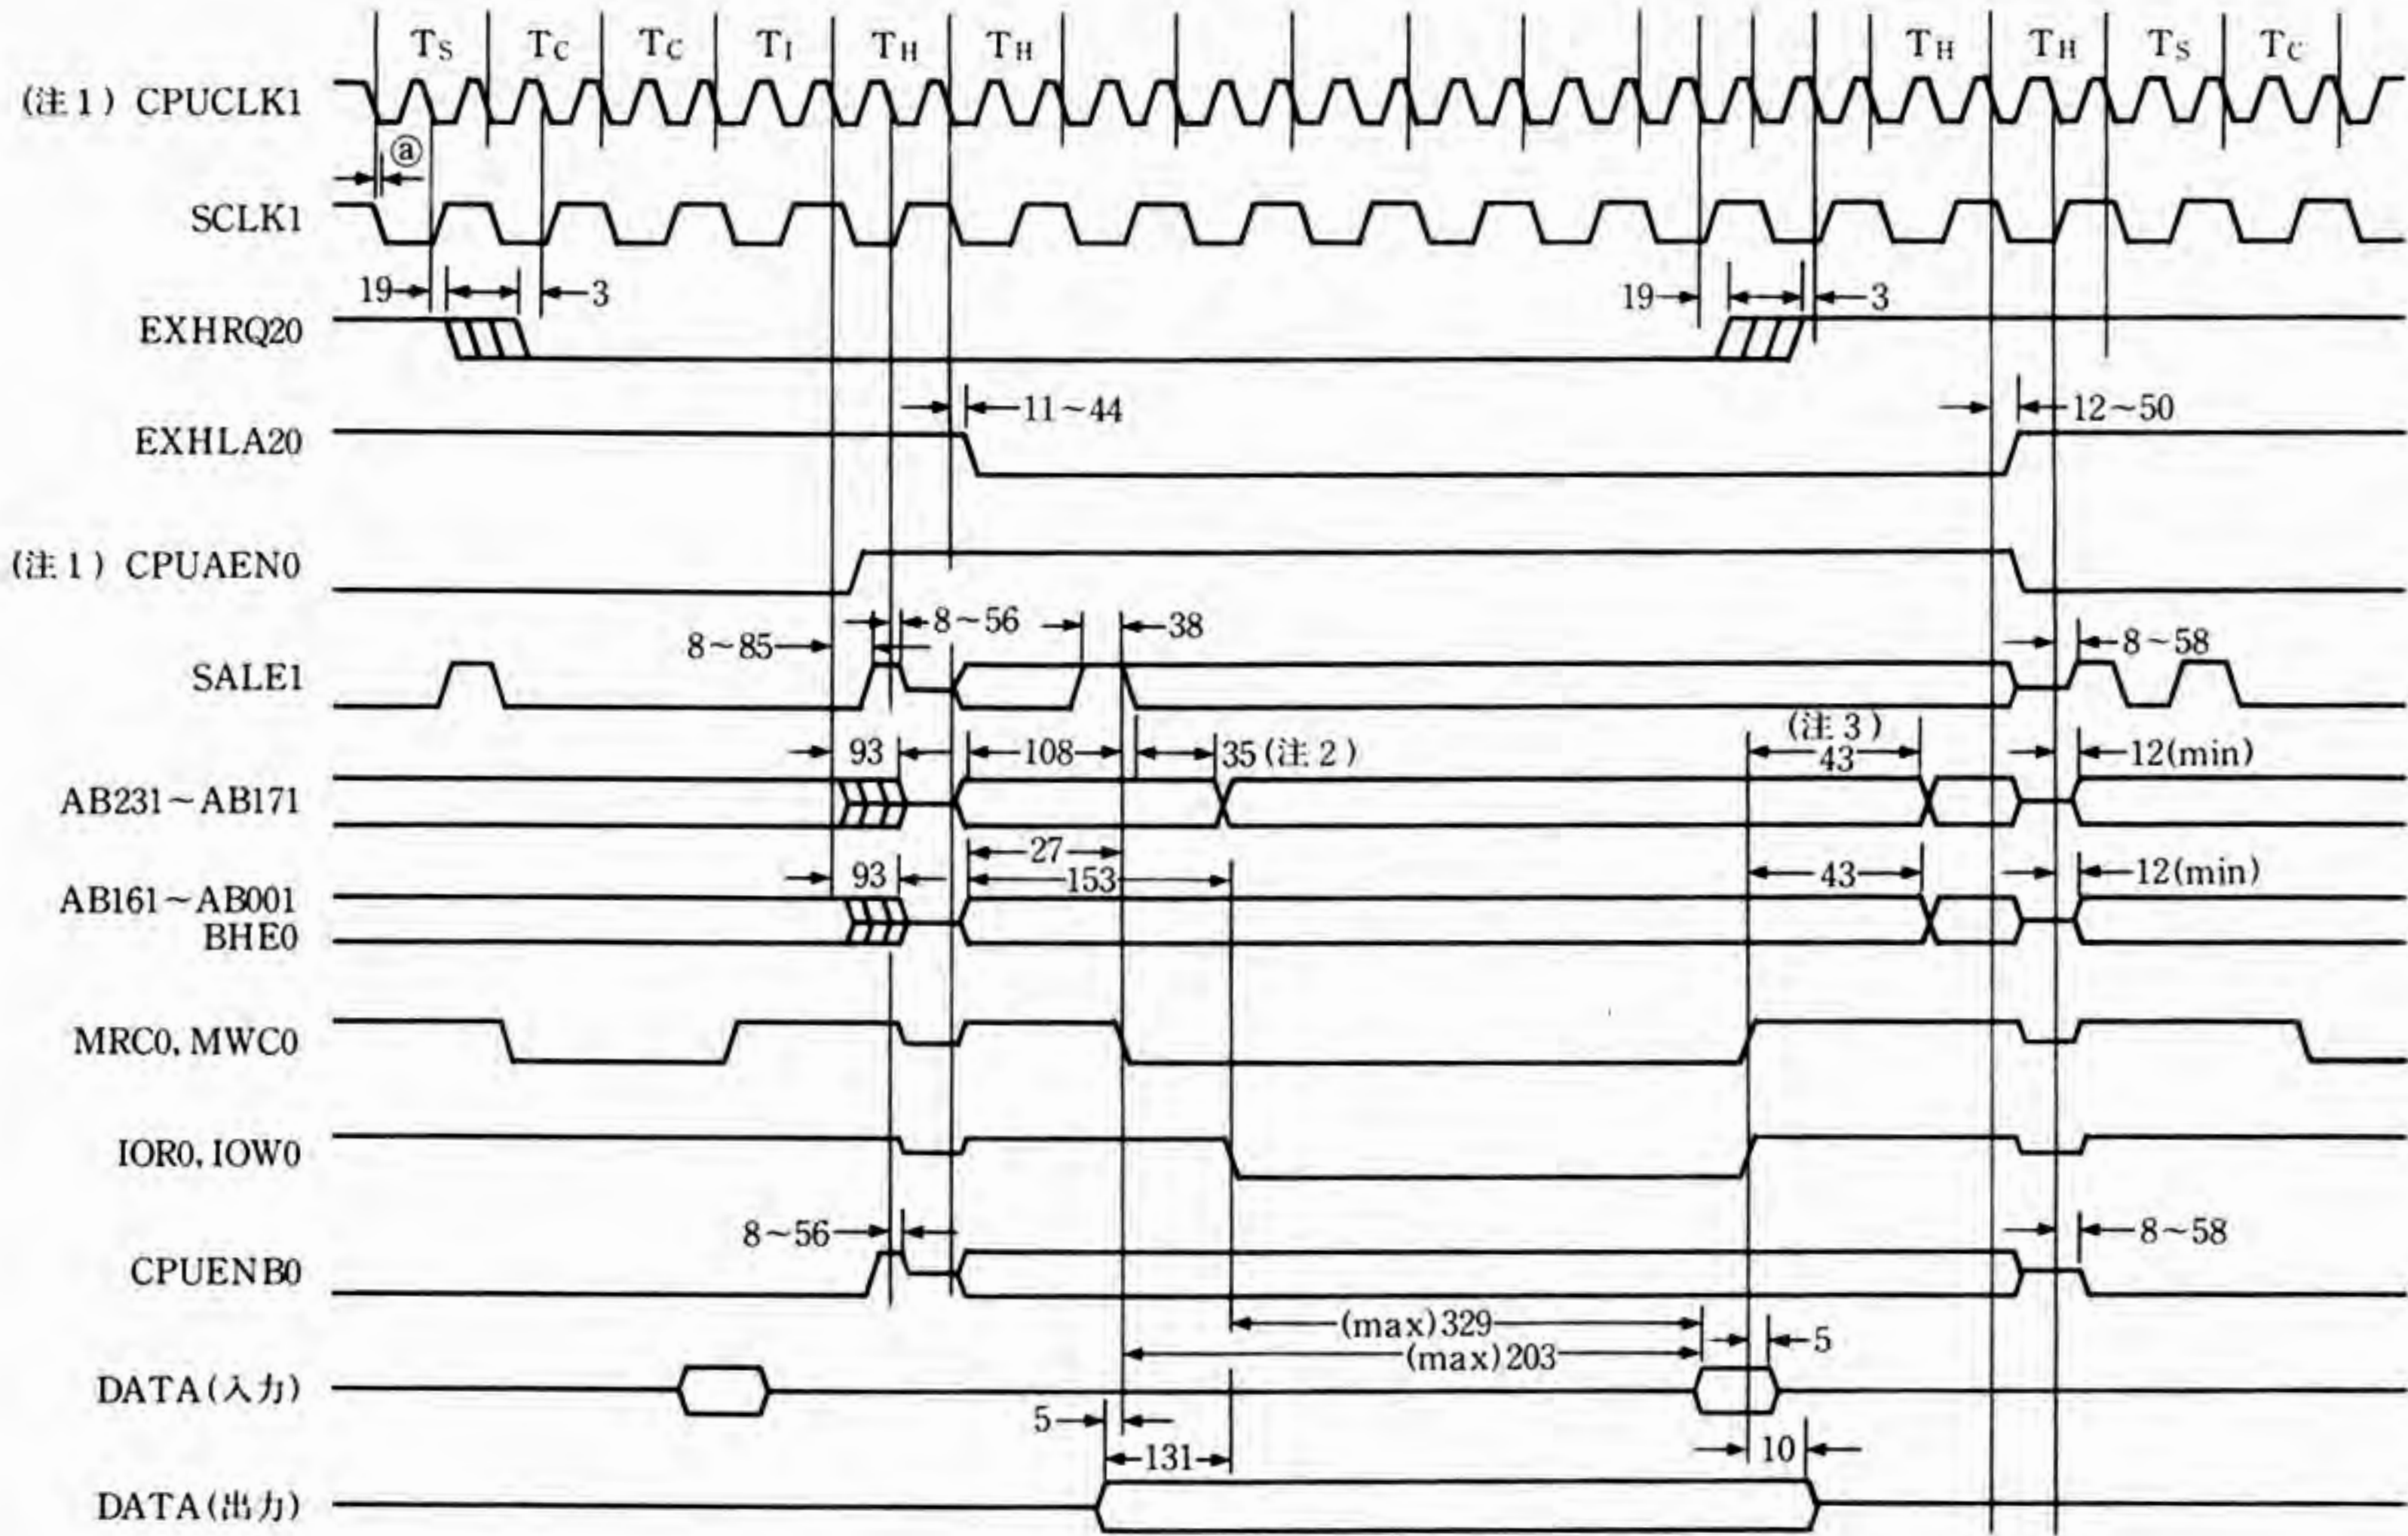 TS TC TC TI TH TH TH TH TS TC
(注1) CPUCLK1
ⓐ
SCLK1
19 3 19 3
EXHRQ20
11~44 12~50
EXHLA20
(注1) CPUAEN0
8~56 38
8~85 8~58
SALE1
(注3)
93 108 35(注2) 43 12(min)
AB231~AB171
27
93 153 43 12(min)
AB161~AB001
BHE0
MRC0, MWC0
IOR0, IOW0
8~56 8~58
CPUENB0
(max)329 5
(max)203
DATA(入力)
5
131 10
DATA(出力)